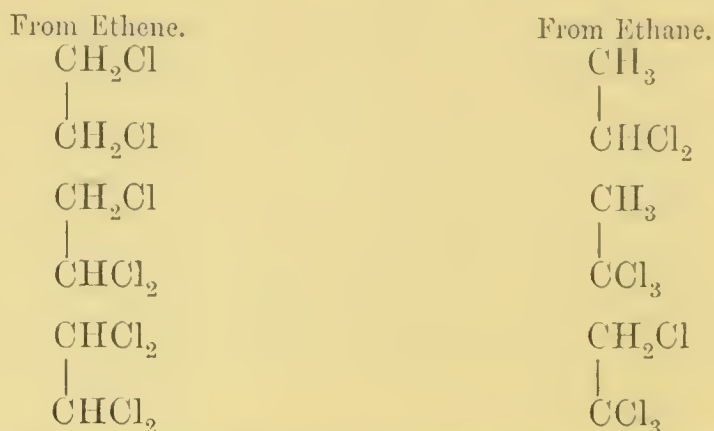 From Ethene. From Ethane.
CH₂Cl CH₃
| |
CH₂Cl CHCl₂
CH₂Cl CH₃
| |
CHCl₂ CCl₃
CHCl₂ CH₂Cl
| |
CHCl₂ CCl₃